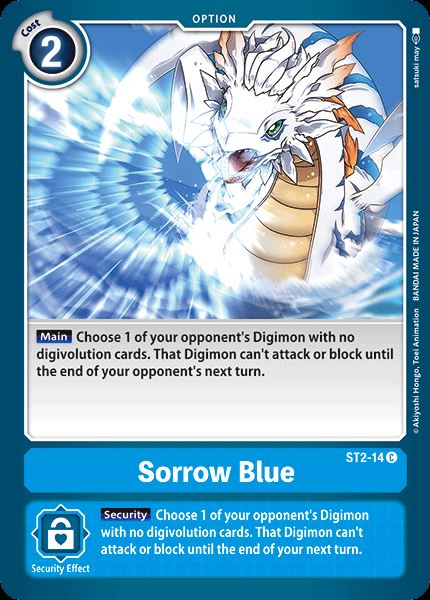 OPTION
Cost
2
satsuki may
© Akiyoshi Hongo, Toei Animation BANDAI MADE IN JAPAN
Main Choose 1 of your opponent's Digimon with no
digivolution cards. That Digimon can't attack or block until
the end of your opponent's next turn.
ST2-14 C
Sorrow Blue
Security Choose 1 of your opponent's Digimon
with no digivolution cards. That Digimon can't
attack or block until the end of your next turn.
Security Effect